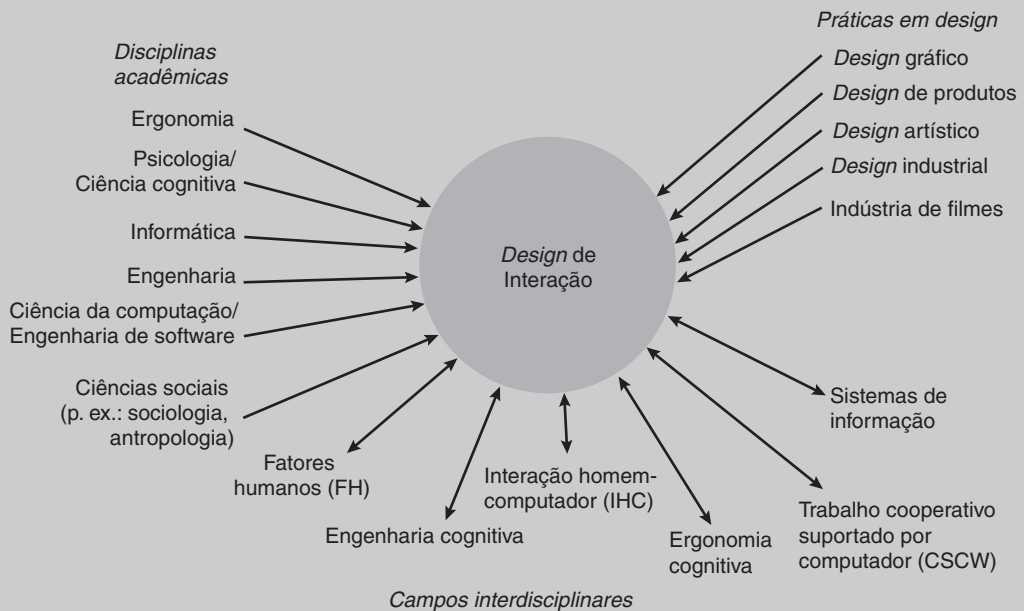 Práticas em design
Design gráfico
Design de produtos
Design artístico
Design industrial
Indústria de filmes
Disciplinas
acadêmicas
Ergonomia
Psicologia/
Ciência cognitiva
Informática
Engenharia
Ciência da computação/
Engenharia de software
Ciências sociais
(p. ex.: sociologia,
antropologia)
Design de
Interação
Fatores
humanos (FH)
Engenharia cognitiva
Interação homem-
computador (IHC)
Ergonomia
cognitiva
Trabalho cooperativo
suportado por
computador (CSCW)
Sistemas de
informação
Campos interdisciplinares